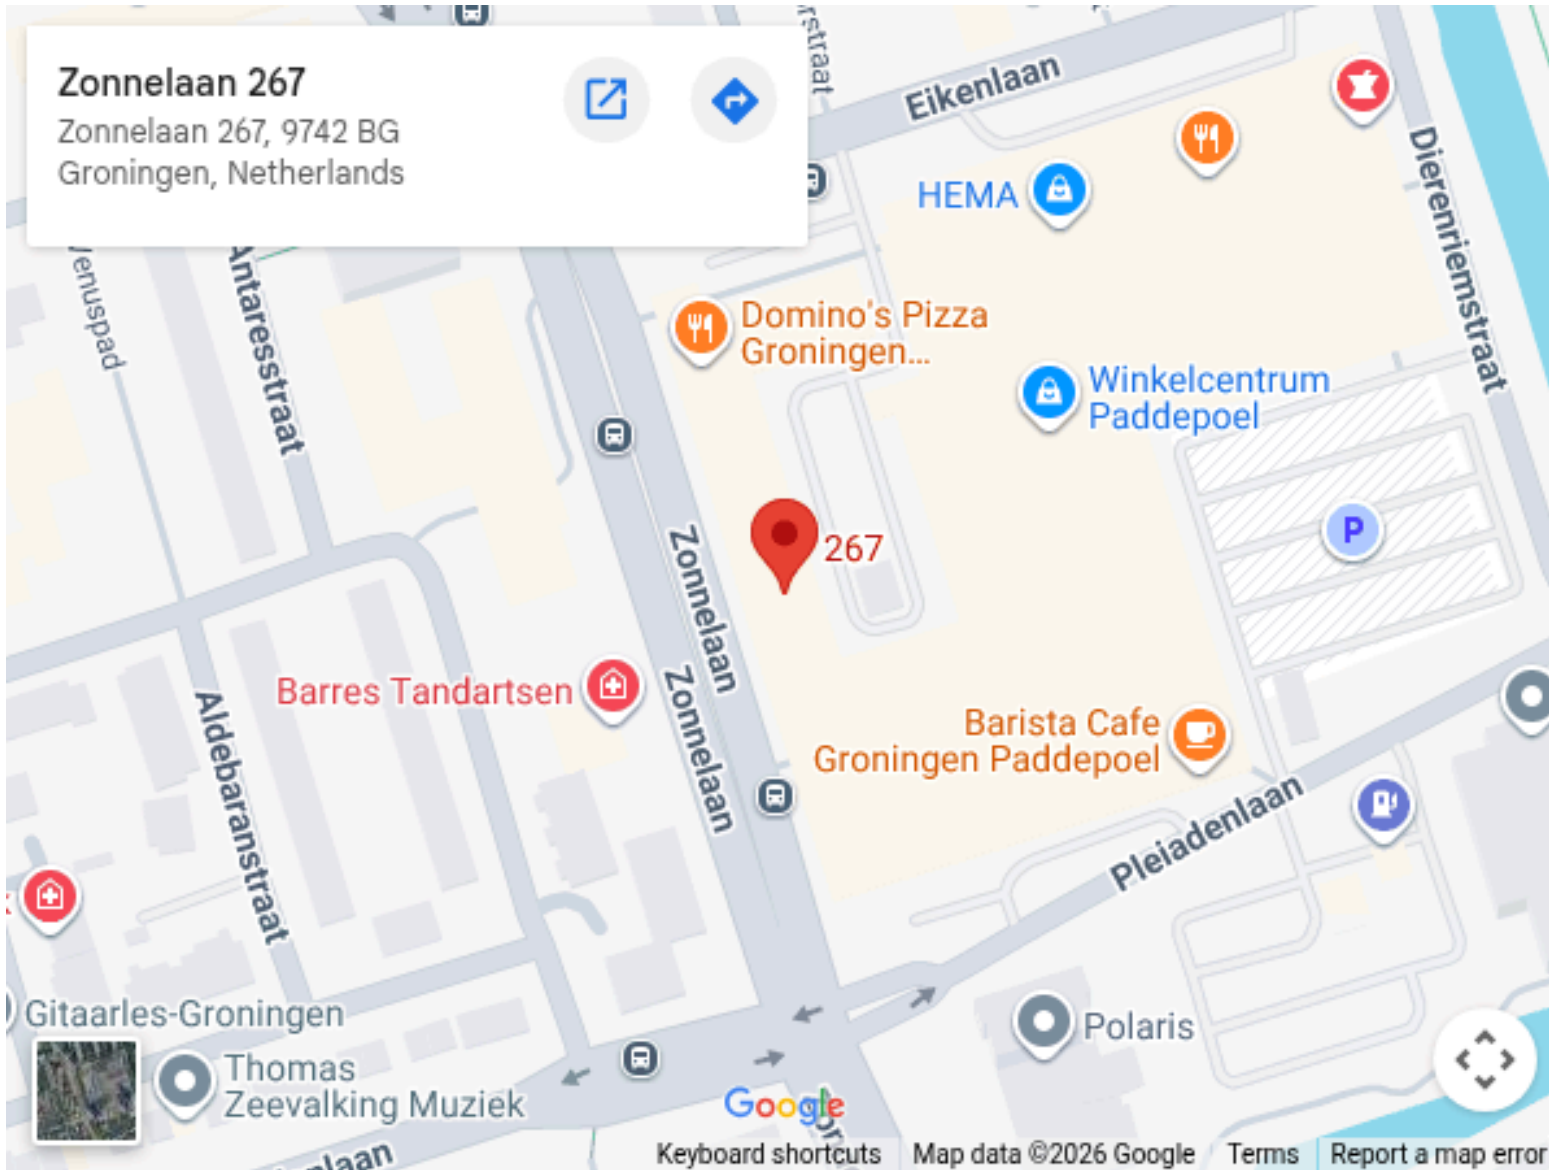 Zonnelaan 267
Zonnelaan 267, 9742 BG
Groningen, Netherlands
Eikenlaan
HEMA
Dierenriemstraat
Venuspad
Antaresstraat
Domino's Pizza
Groningen...
Winkelcentrum
Paddepoel
P
267
Zonnelaan
Zonnelaan
Barres Tandartsen
Aldebaranstraat
Barista Cafe
Groningen Paddepoel
Pleiadenlaan
Gitaarles-Groningen
Polaris
Thomas
Zeevalking Muziek
Google
Keyboard shortcuts
Map data ©2026 Google
Terms
Report a map error